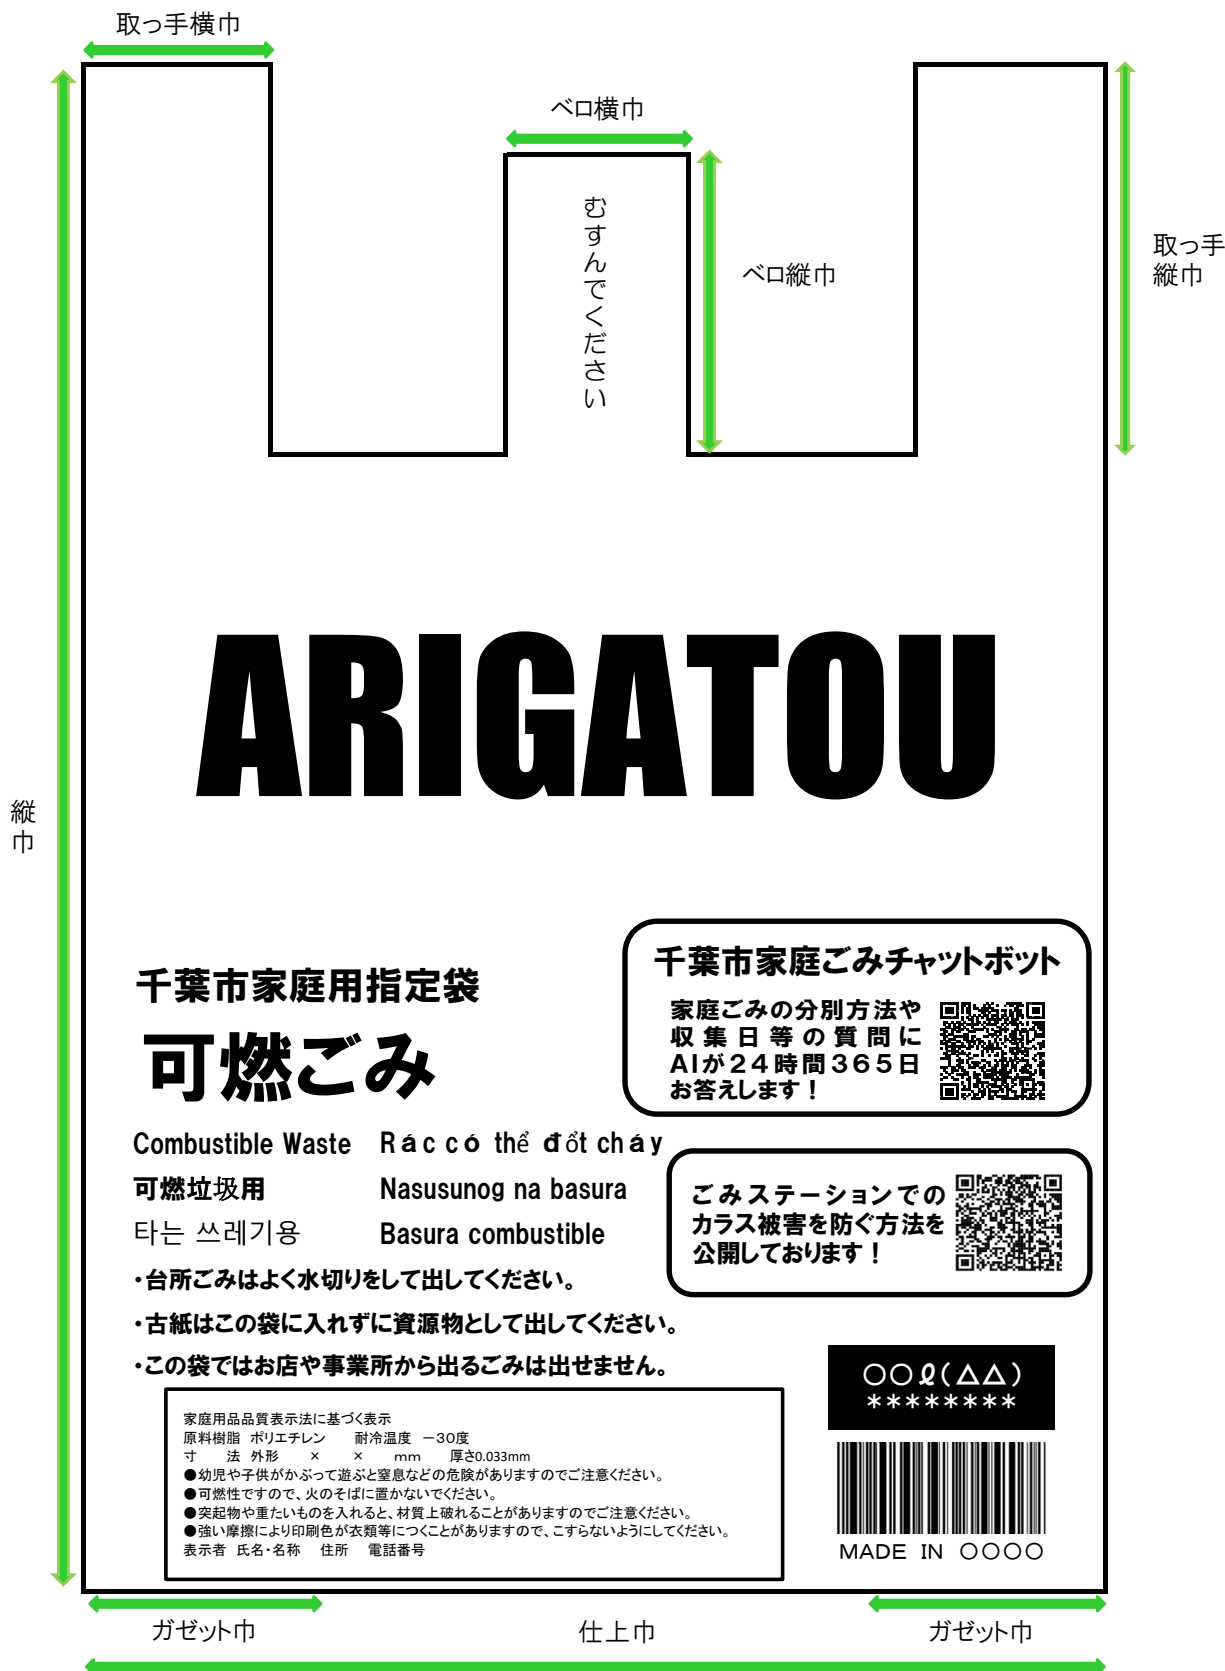 取っ手横巾
ベロ横巾
むすんでください
ベロ縦巾
取っ手
縦巾
ARIGATOU
縦
巾
千葉市家庭用指定袋
可燃ごみ
千葉市家庭ごみチャットボット
家庭ごみの分別方法や
収集日等の質問に
AIが24時間365日
お答えします！
Combustible Waste
Rác có thể đốt cháy
可燃垃圾用
Nasusunog na basura
타는 쓰레기용
Basura combustible
ごみステーションでの
カラス被害を防ぐ方法を
公開しております！
・台所ごみはよく水切りをして出してください。
・古紙はこの袋に入れずに資源物として出してください。
・この袋ではお店や事業所から出るごみは出せません。
家庭用品品質表示法に基づく表示
原料樹脂 ポリエチレン 耐冷温度 －30度
寸 法 外形 × × mm 厚さ0.033mm
●幼児や子供がかぶって遊ぶと窒息などの危険がありますのでご注意ください。
●可燃性ですので、火のそばに置かないでください。
●突起物や重たいものを入れると、材質上破れることがありますのでご注意ください。
●強い摩擦により印刷色が衣類等につくことがありますので、こすらないようにしてください。
表示者 氏名・名称 住所 電話番号
○○ℓ(△△)
********
MADE IN ○○○○
ガゼット巾
仕上巾
ガゼット巾